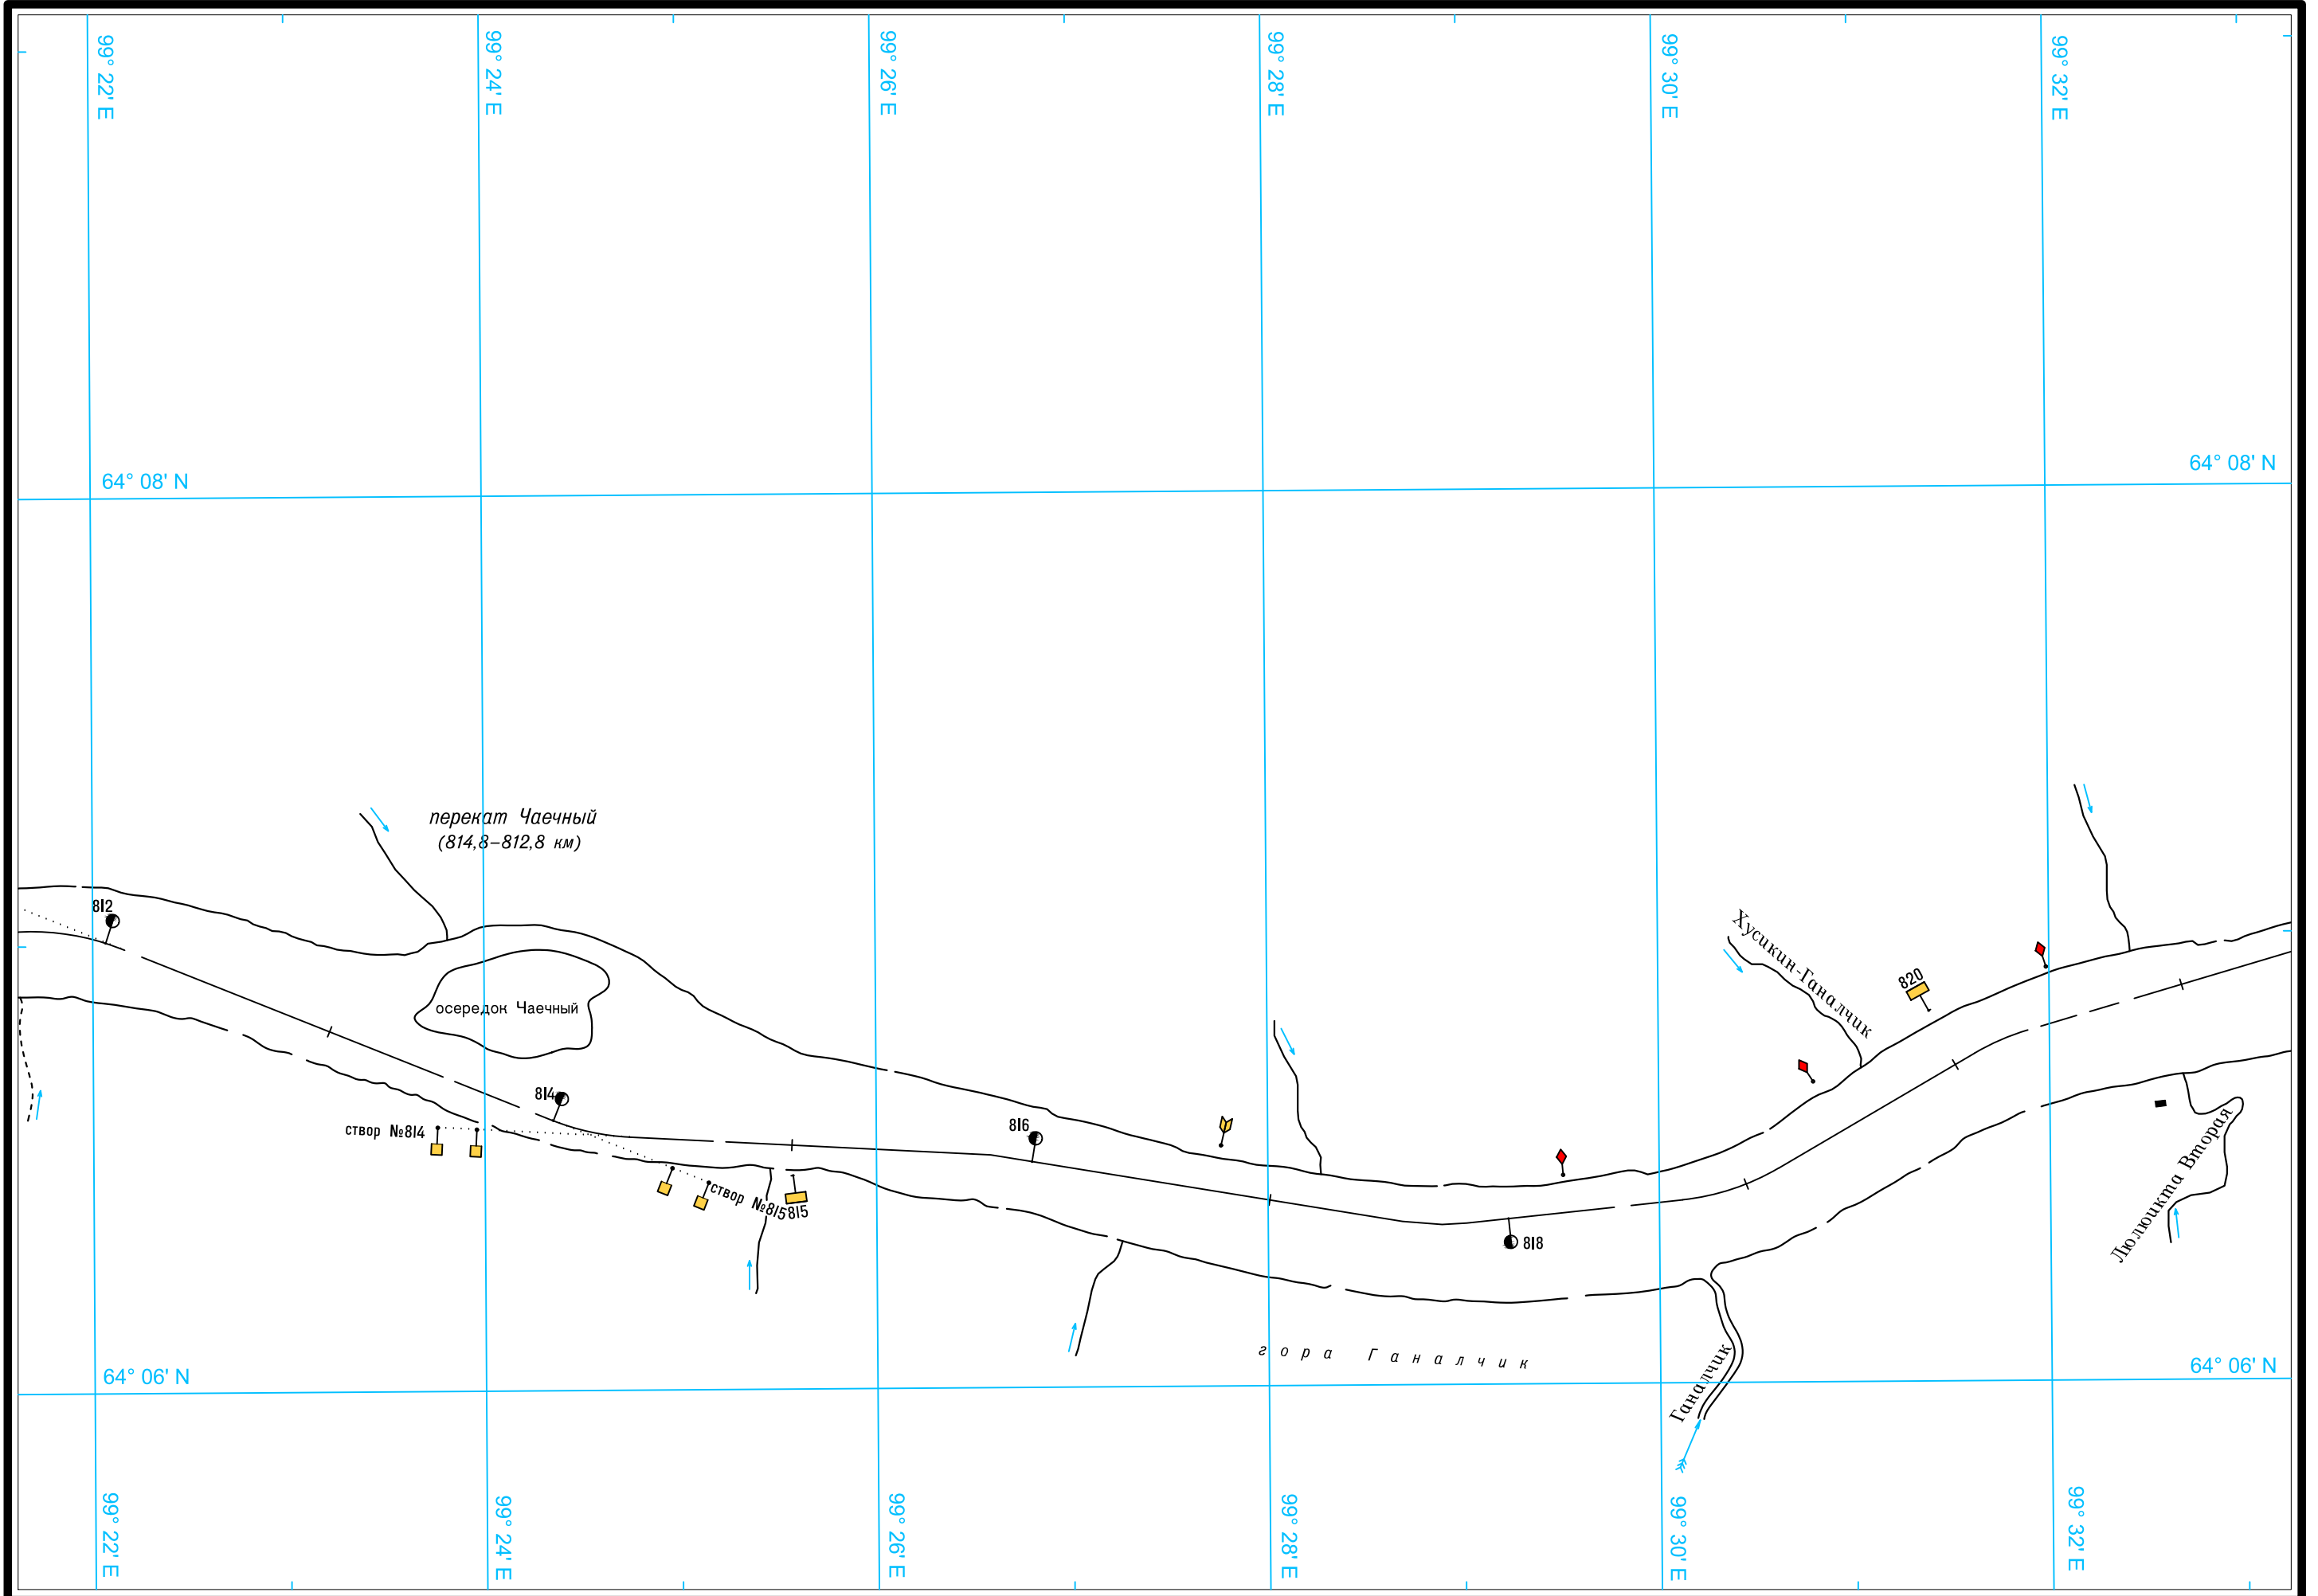 99° 22' E
99° 24' E
99° 26' E
99° 28' E
99° 30' E
99° 32' E
64° 08' N
64° 08' N
перекат Чаечный
(814,8–812,8 км)
812
осередок Чаечный
814
створ №814
створ №815
815
816
818
Хусикин-Ганалчик
820
Люлюикта Вторая
гора Ганалчик
Ганалчик
64° 06' N
64° 06' N
99° 22' E
99° 24' E
99° 26' E
99° 28' E
99° 30' E
99° 32' E